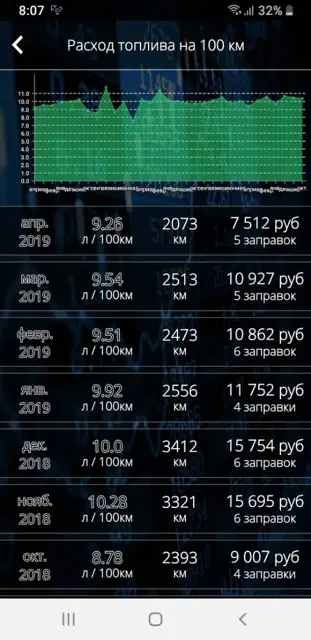 8:07 32%
Расход топлива на 100 км
11.0
10.0
9.0
8.0
7.0
6.0
5.0
4.0
3.0
2.0
1.0
0.0
апр. 9.26 2073 7 512 руб
2019 л / 100км км 5 заправок
мар. 9.54 2513 10 927 руб
2019 л / 100км км 5 заправок
февр. 9.51 2473 10 862 руб
2019 л / 100км км 6 заправок
янв. 9.92 2556 11 752 руб
2019 л / 100км км 4 заправки
дек. 10.0 3412 15 754 руб
2018 л / 100км км 6 заправок
нояб. 10.28 3321 15 695 руб
2018 л / 100км км 6 заправок
окт. 8.78 2393 9 007 руб
2018 л / 100км км 4 заправки